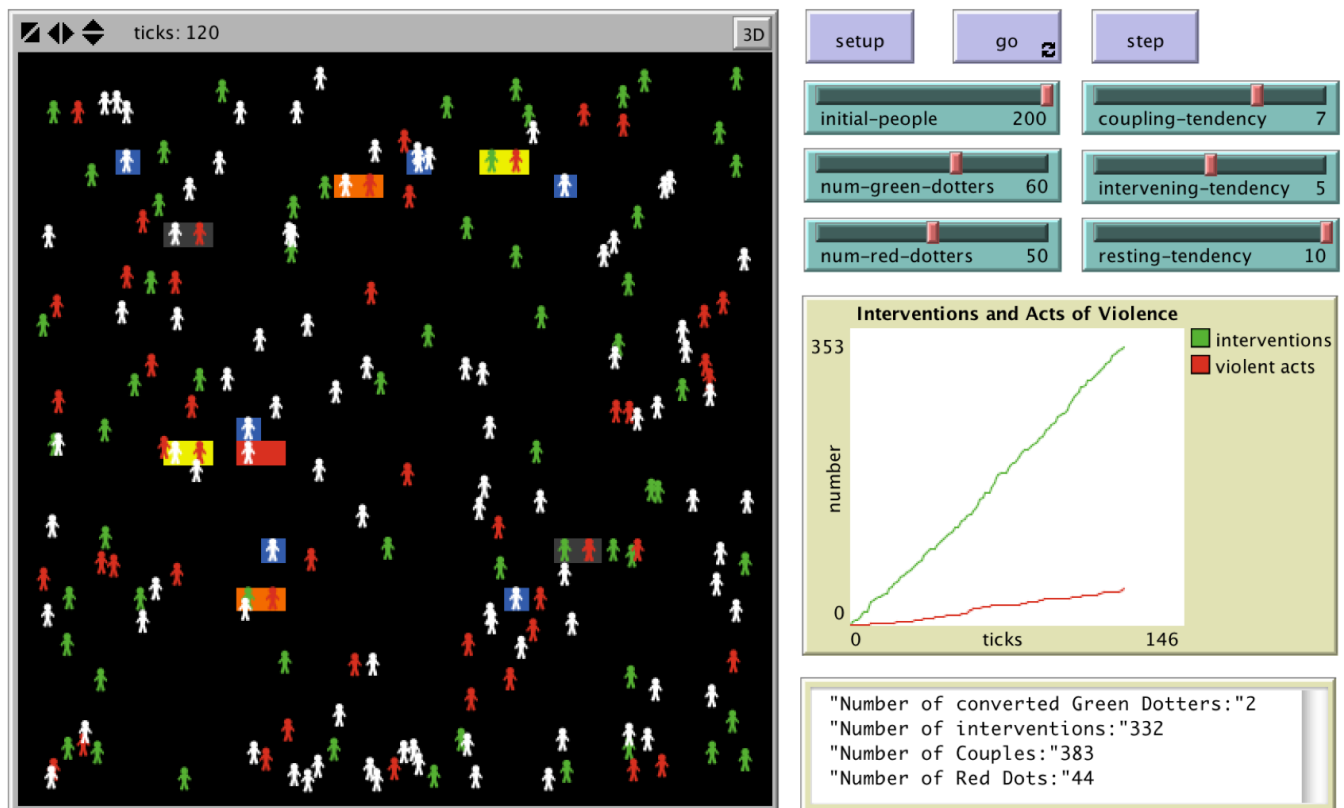 ticks: 120
3D
setup
go
step
initial-people 200
coupling-tendency 7
num-green-dotters 60
intervening-tendency 5
num-red-dotters 50
resting-tendency 10
Interventions and Acts of Violence
353
number
0
0
ticks
146
interventions
violent acts
"Number of converted Green Dotters:"2
"Number of interventions:"332
"Number of Couples:"383
"Number of Red Dots:"44